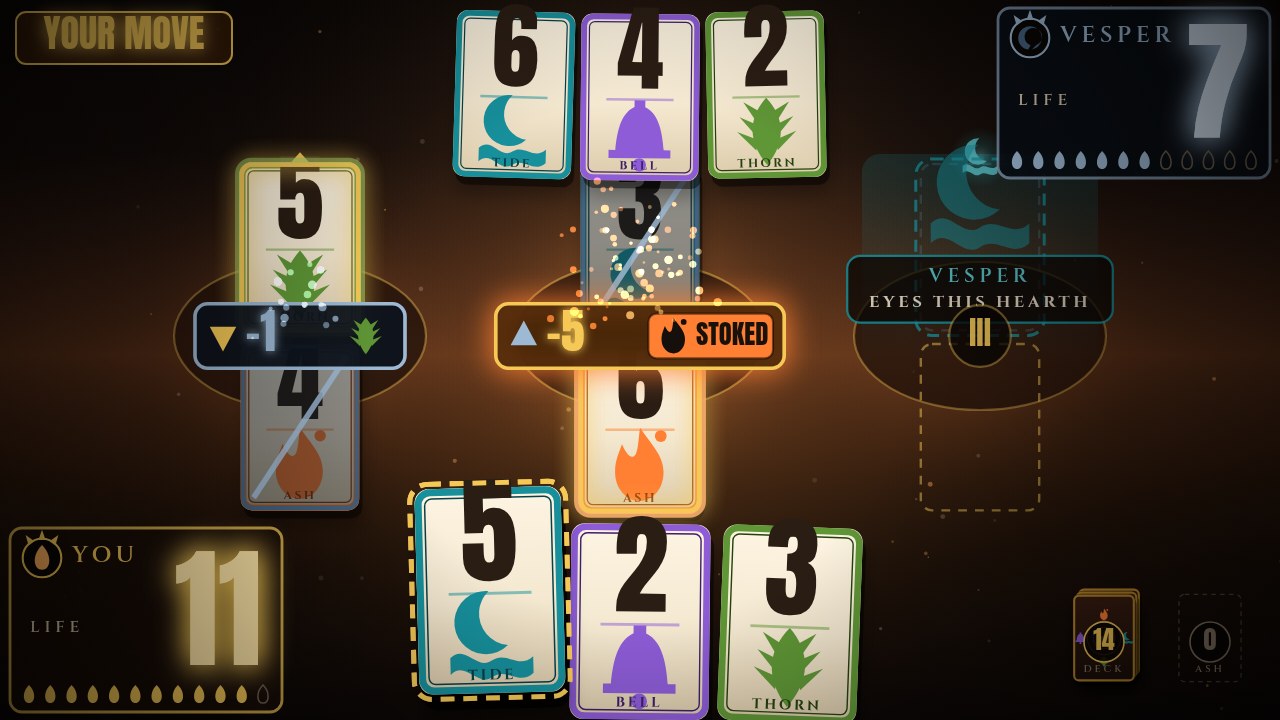 YOUR MOVE
6
TIDE
4
BELL
2
THORN
VESPER
7
LIFE
5
3
VESPER
EYES THIS HEARTH
III
-1
-5
STOKED
4
ASH
6
ASH
YOU
11
LIFE
5
TIDE
2
BELL
3
THORN
14
DECK
0
ASH